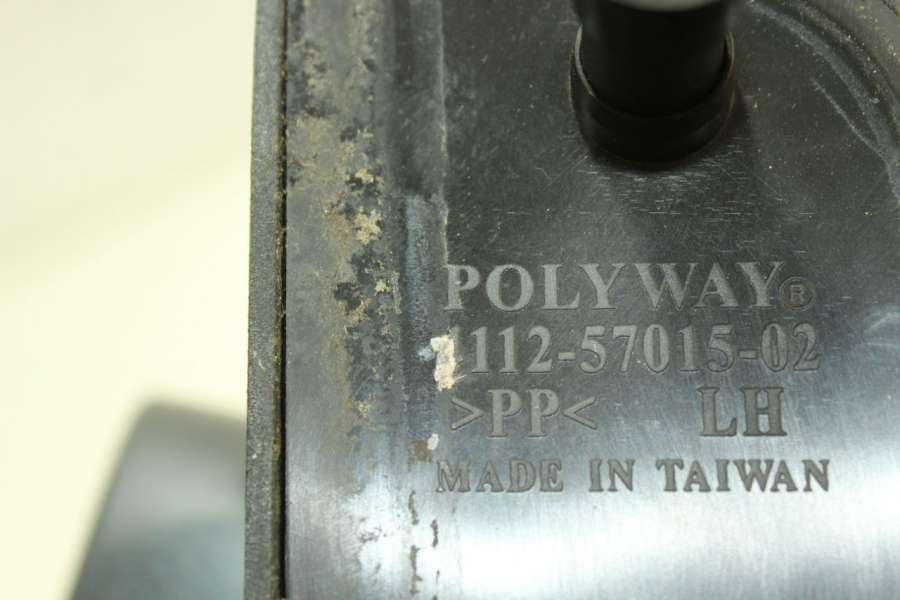 POLYWAY®
1112-57015-02
>PP< LH
MADE IN TAIWAN